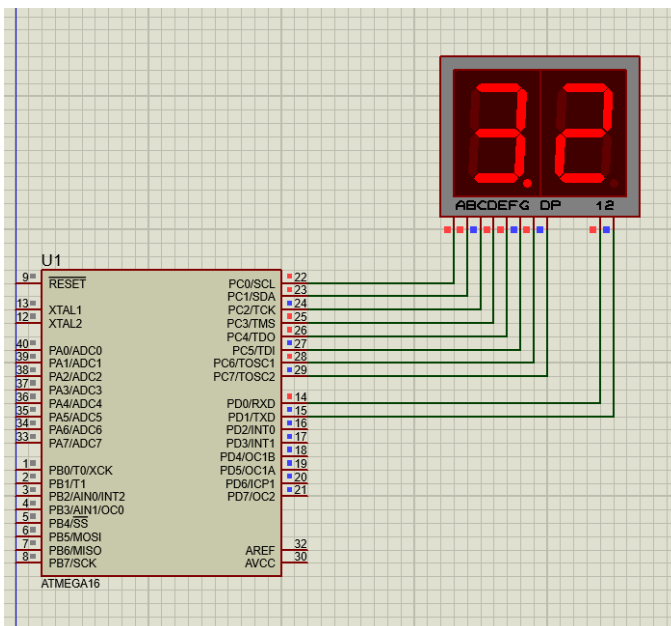 3.2
ABCDEFG DP 12
U1
9 RESET PC0/SCL 22
PC1/SDA 23
13 XTAL1 PC2/TCK 24
12 XTAL2 PC3/TMS 25
PC4/TDO 26
40 PA0/ADC0 PC5/TDI 27
39 PA1/ADC1 PC6/TOSC1 28
38 PA2/ADC2 PC7/TOSC2 29
37 PA3/ADC3
36 PA4/ADC4 PD0/RXD 14
35 PA5/ADC5 PD1/TXD 15
34 PA6/ADC6 PD2/INT0 16
33 PA7/ADC7 PD3/INT1 17
PD4/OC1B 18
1 PB0/T0/XCK PD5/OC1A 19
2 PB1/T1 PD6/ICP1 20
3 PB2/AIN0/INT2 PD7/OC2 21
4 PB3/AIN1/OC0
5 PB4/SS
6 PB5/MOSI
7 PB6/MISO AREF 32
8 PB7/SCK AVCC 30
ATMEGA16